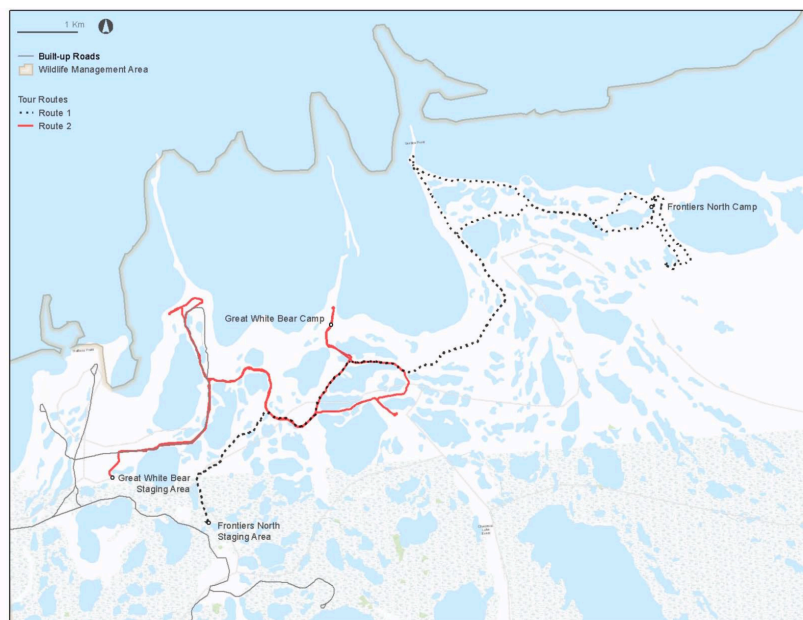 1 Km
Built-up Roads
Wildlife Management Area
Tour Routes
Route 1
Route 2
Frontiers North Camp
Great White Bear Camp
Great White Bear
Staging Area
Frontiers North
Staging Area